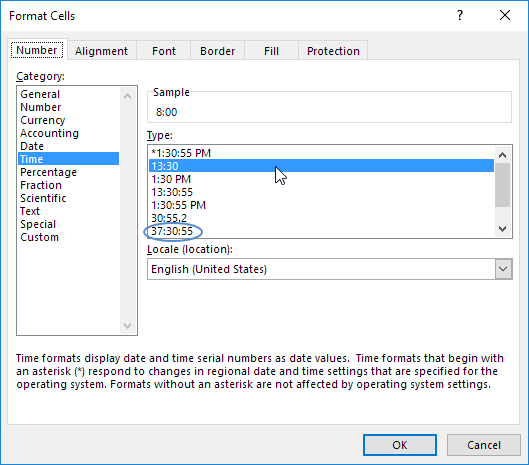 Format Cells
?
Number Alignment Font Border Fill Protection
Category:
General
Number
Currency
Accounting
Date
Time
Percentage
Fraction
Scientific
Text
Special
Custom
Sample
8:00
Type:
*1:30:55 PM
13:30
1:30 PM
13:30:55
1:30:55 PM
30:55.2
37:30:55
Locale (location):
English (United States)
Time formats display date and time serial numbers as date values.  Time formats that begin with
an asterisk (*) respond to changes in regional date and time settings that are specified for the
operating system. Formats without an asterisk are not affected by operating system settings.
OK Cancel